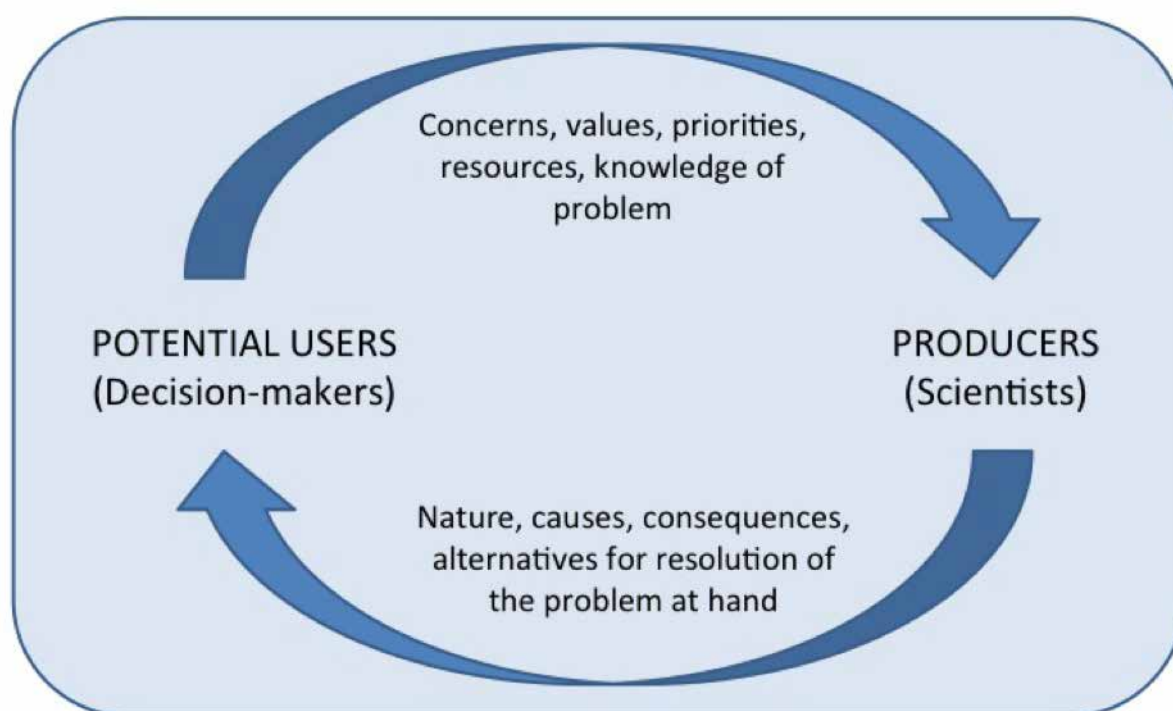 Concerns, values, priorities,
resources, knowledge of
problem
POTENTIAL USERS
(Decision-makers)
PRODUCERS
(Scientists)
Nature, causes, consequences,
alternatives for resolution of
the problem at hand